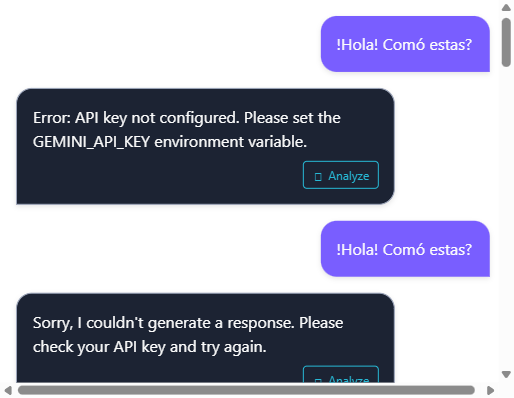 !Hola! Comó estas?
Error: API key not configured. Please set the
GEMINI_API_KEY environment variable.
Analyze
!Hola! Comó estas?
Sorry, I couldn't generate a response. Please
check your API key and try again.
Analyze